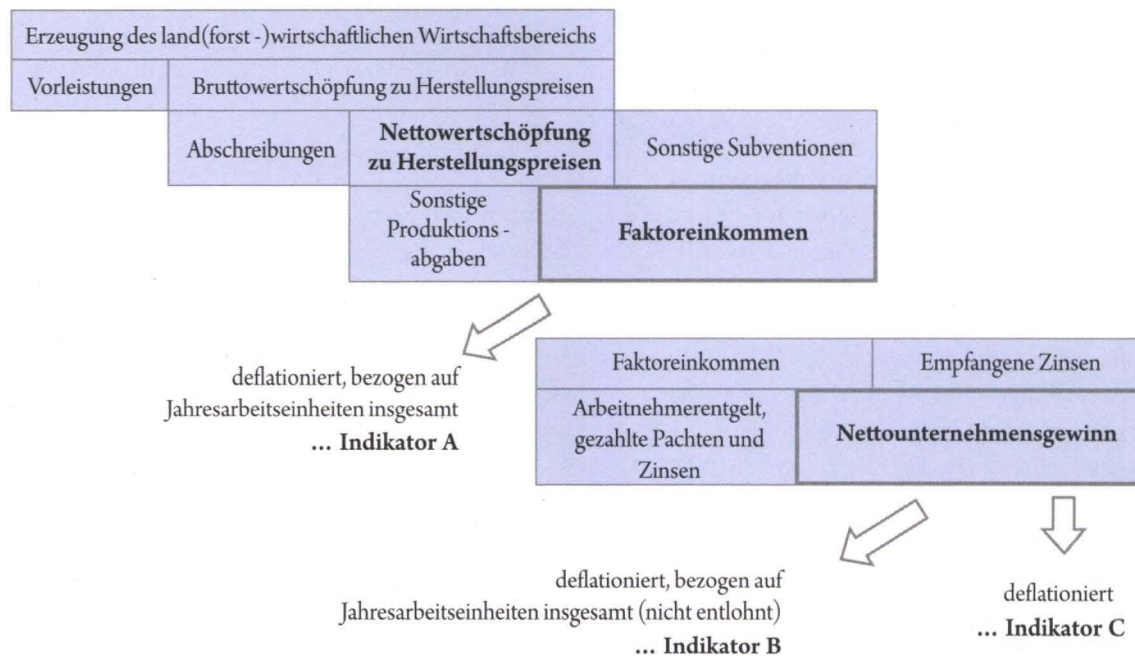 Erzeugung des land(forst -)wirtschaftlichen Wirtschaftsbereichs
Vorleistungen
Bruttowertschöpfung zu Herstellungspreisen
Abschreibungen
Nettowertschöpfung
zu Herstellungspreisen
Sonstige Subventionen
Sonstige
Produktions -
abgaben
Faktoreinkommen
deflationiert, bezogen auf
Jahresarbeitseinheiten insgesamt
... Indikator A
Faktoreinkommen
Empfangene Zinsen
Arbeitnehmerentgelt,
gezahlte Pachten und
Zinsen
Nettounternehmensgewinn
deflationiert, bezogen auf
Jahresarbeitseinheiten insgesamt (nicht entlohnt)
... Indikator B
deflationiert
... Indikator C